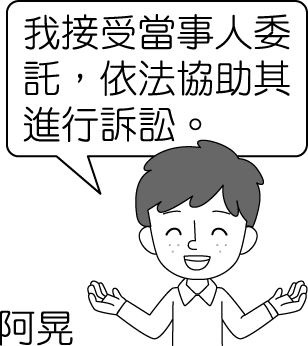 我接受當事人委
託，依法協助其
進行訴訟。
阿晃